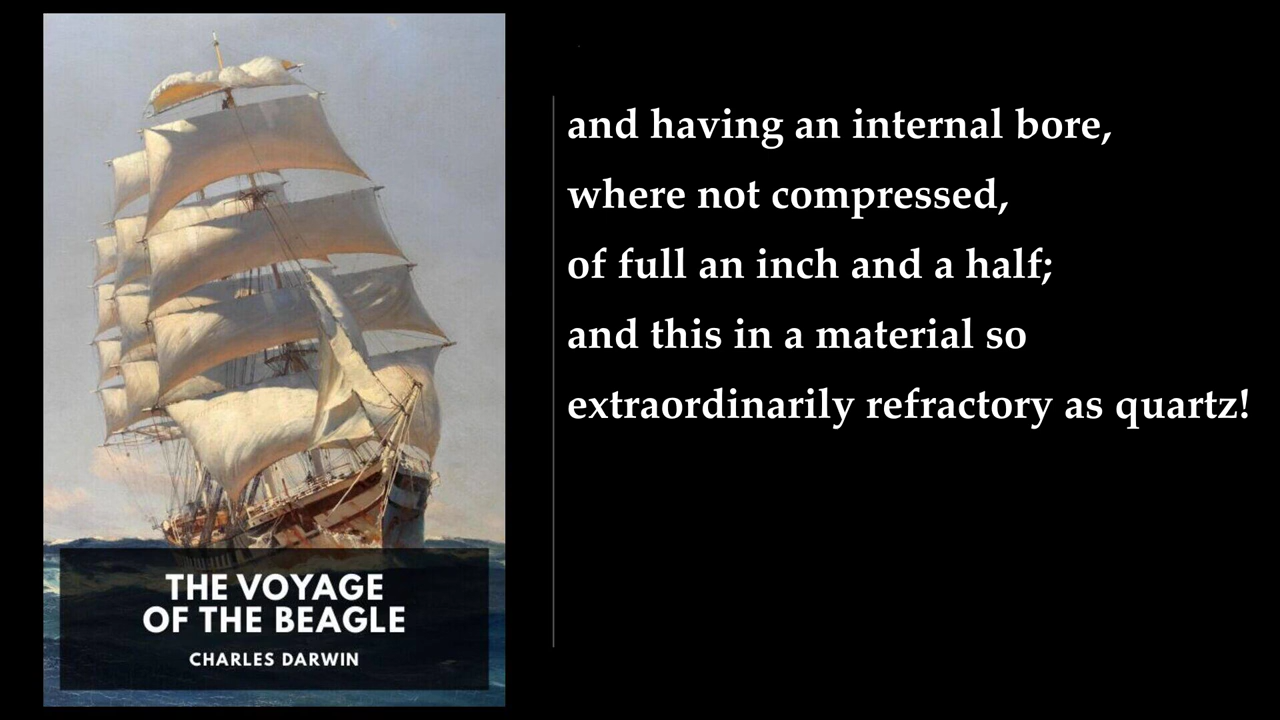 THE VOYAGE
OF THE BEAGLE
CHARLES DARWIN
and having an internal bore,
where not compressed,
of full an inch and a half;
and this in a material so
extraordinarily refractory as quartz!